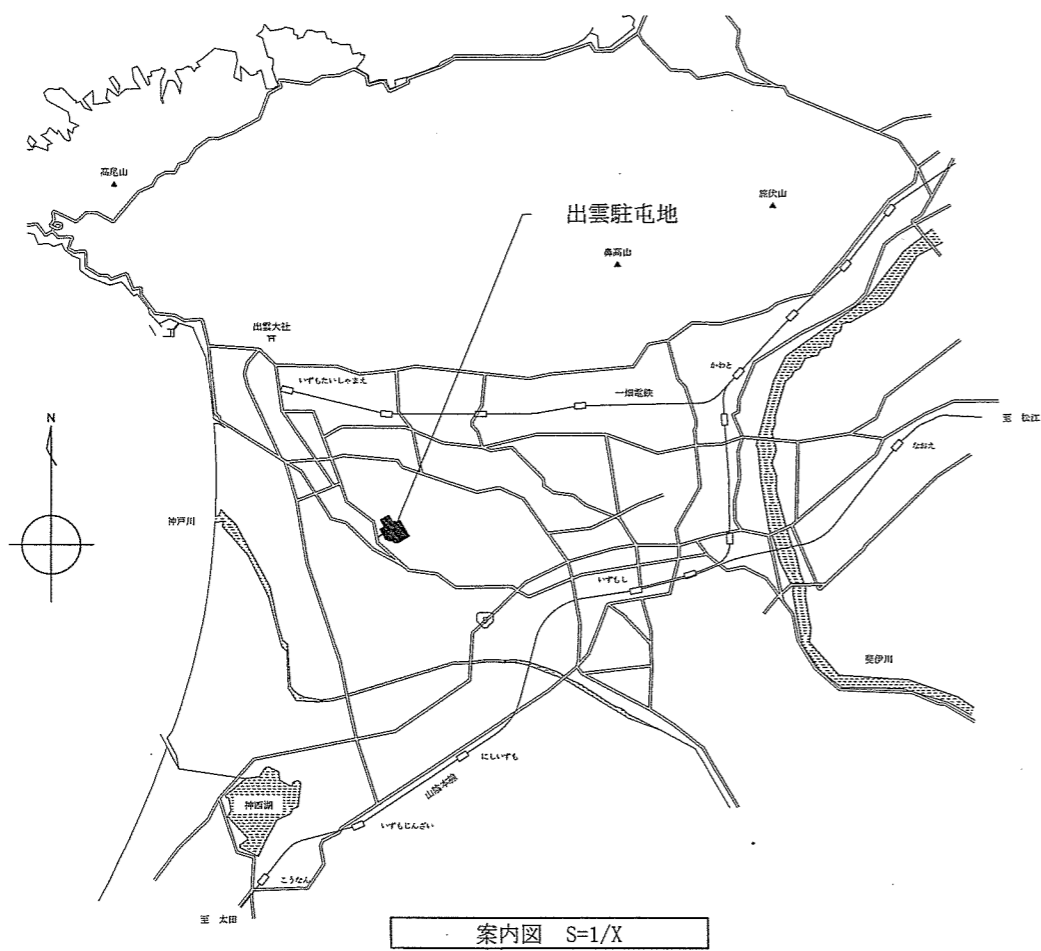 高尾山
旅伏山
出雲駐屯地
鼻高山
出雲大社
いずもたいしゃまえ
かわと
一畑電鉄
N
至 松江
なおえ
神戸川
いずもし
斐伊川
にしいずも
山陰本線
神西湖
いずもじんざい
こうなん
至 太田
案内図 S=1/X